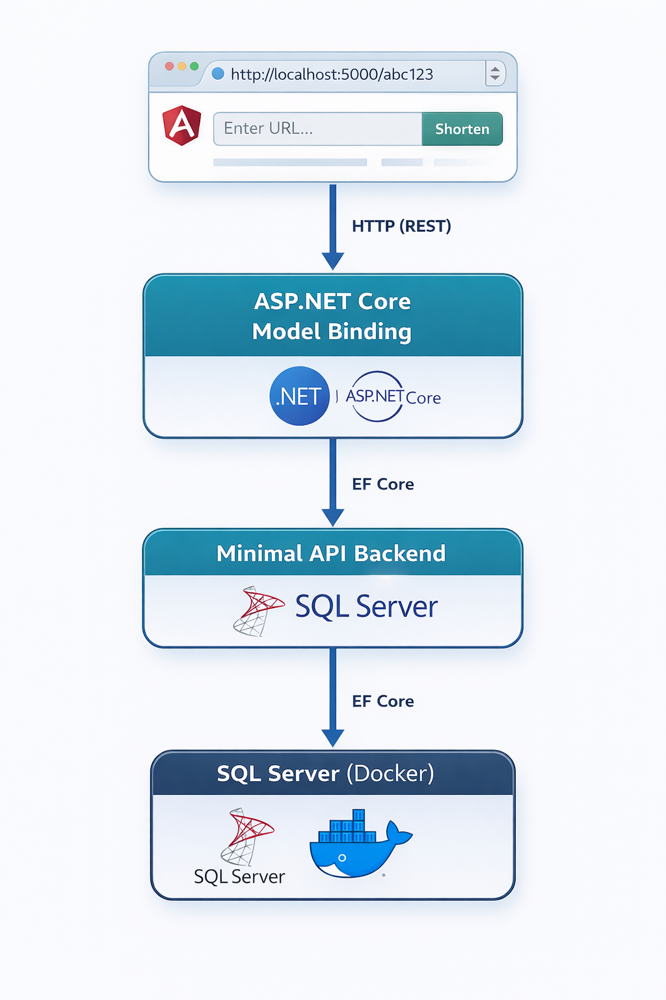 http://localhost:5000/abc123
Enter URL...
Shorten
HTTP (REST)
ASP.NET Core
Model Binding
.NET | ASP.NET Core
EF Core
Minimal API Backend
SQL Server
EF Core
SQL Server (Docker)
SQL Server